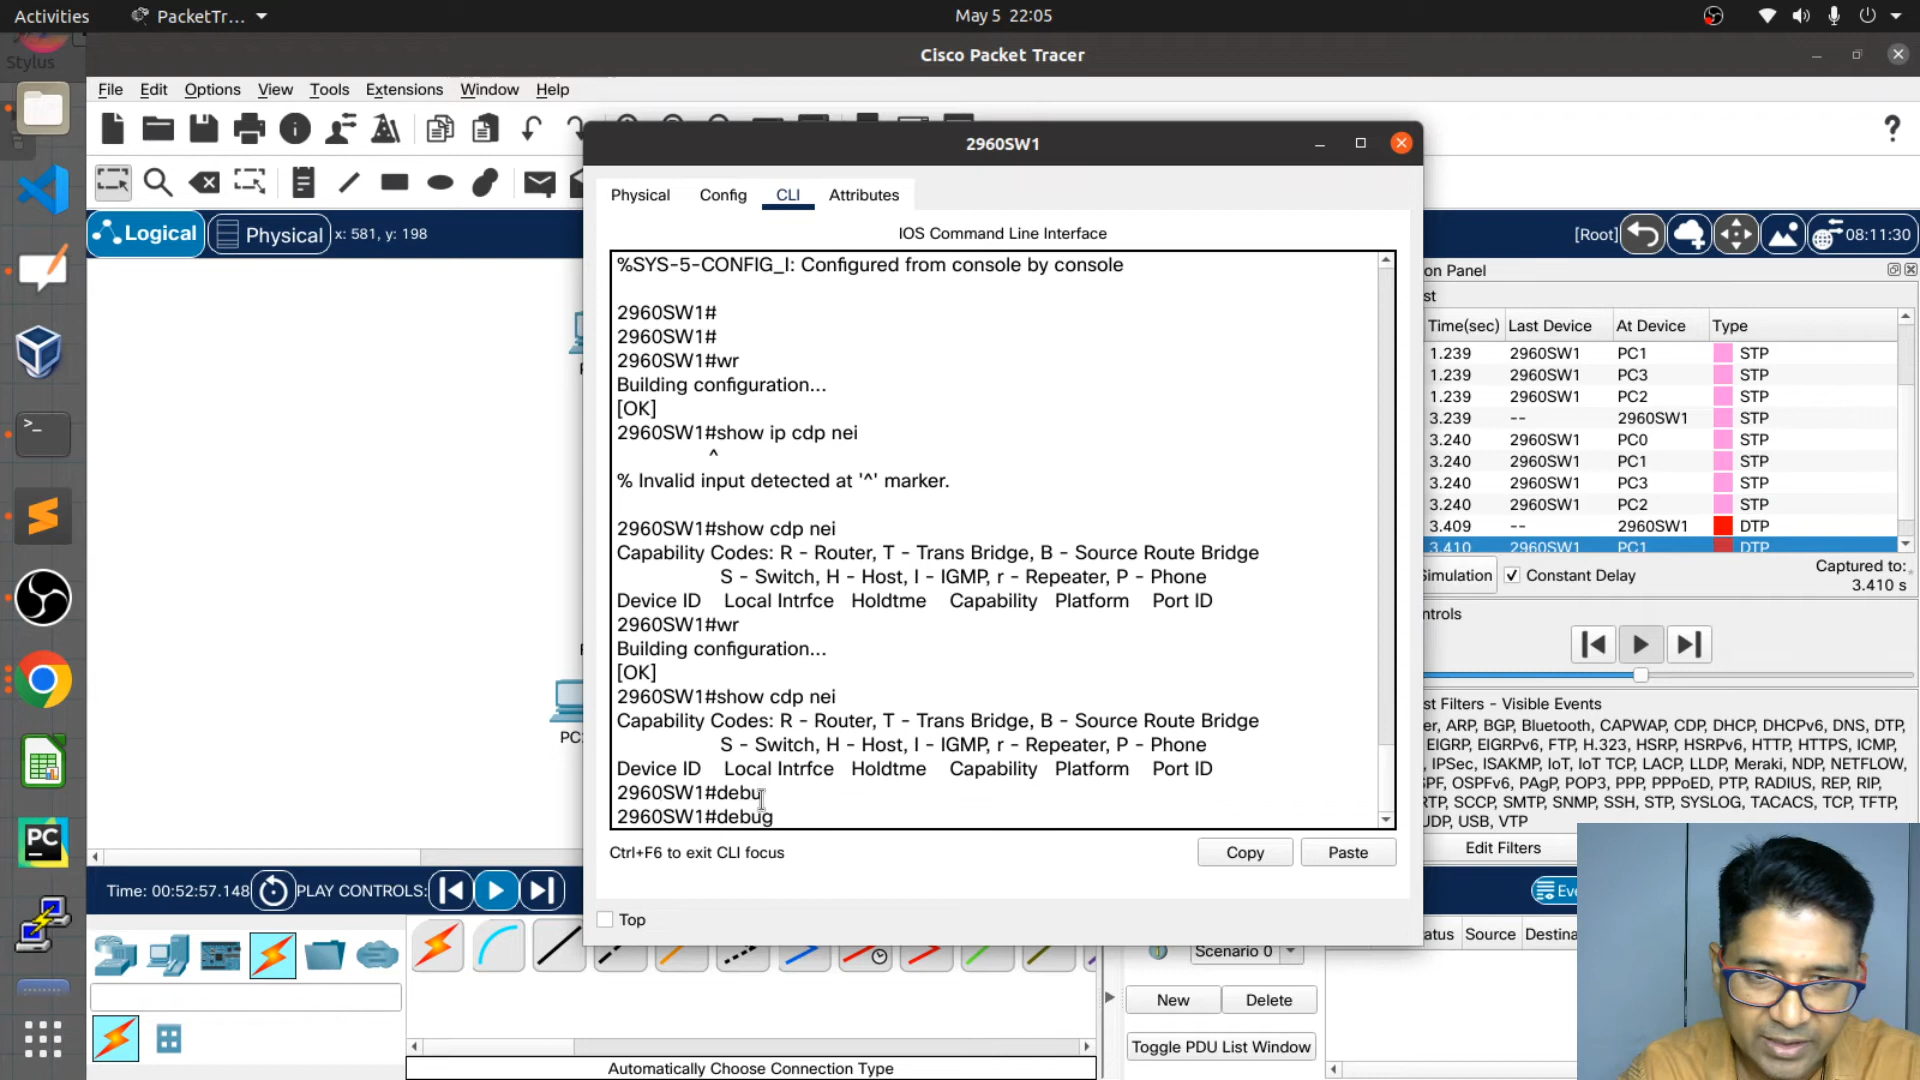 Activities
PacketTr...
May 5 22:05
Stylus
Cisco Packet Tracer
File Edit Options View Tools Extensions Window Help
?
2960SW1
Physical Config CLI Attributes
Logical
Physical
x: 581, y: 198
[Root]
08:11:30
IOS Command Line Interface
%SYS-5-CONFIG_I: Configured from console by console
2960SW1#
2960SW1#
2960SW1#wr
Building configuration...
[OK]
2960SW1#show ip cdp nei
^
% Invalid input detected at '^' marker.
2960SW1#show cdp nei
Capability Codes: R - Router, T - Trans Bridge, B - Source Route Bridge
S - Switch, H - Host, I - IGMP, r - Repeater, P - Phone
Device ID Local Intrfce Holdtme Capability Platform Port ID
2960SW1#wr
Building configuration...
[OK]
2960SW1#show cdp nei
Capability Codes: R - Router, T - Trans Bridge, B - Source Route Bridge
S - Switch, H - Host, I - IGMP, r - Repeater, P - Phone
Device ID Local Intrfce Holdtme Capability Platform Port ID
2960SW1#debu
2960SW1#debug
Ctrl+F6 to exit CLI focus
Copy
Paste
Top
on Panel
st
Time(sec) Last Device At Device Type
1.239 2960SW1 PC1 STP
1.239 2960SW1 PC3 STP
1.239 2960SW1 PC2 STP
3.239 -- 2960SW1 STP
3.240 2960SW1 PC0 STP
3.240 2960SW1 PC1 STP
3.240 2960SW1 PC3 STP
3.240 2960SW1 PC2 STP
3.409 -- 2960SW1 DTP
3.410 2960SW1 PC1 DTP
imulation
Constant Delay
Captured to:
3.410 s
ntrols
st Filters - Visible Events
er, ARP, BGP, Bluetooth, CAPWAP, CDP, DHCP, DHCPv6, DNS, DTP,
EIGRP, EIGRPv6, FTP, H.323, HSRP, HSRPv6, HTTP, HTTPS, ICMP,
IPSec, ISAKMP, IoT, IoT TCP, LACP, LLDP, Meraki, NDP, NETFLOW,
PF, OSPFv6, PAgP, POP3, PPP, PPPoED, PTP, RADIUS, REP, RIP,
RTP, SCCP, SMTP, SNMP, SSH, STP, SYSLOG, TACACS, TCP, TFTP,
UDP, USB, VTP
Edit Filters
PC
Time: 00:52:57.148
PLAY CONTROLS:
Eve
Scenario 0
atus Source Destina
New
Delete
Toggle PDU List Window
Automatically Choose Connection Type